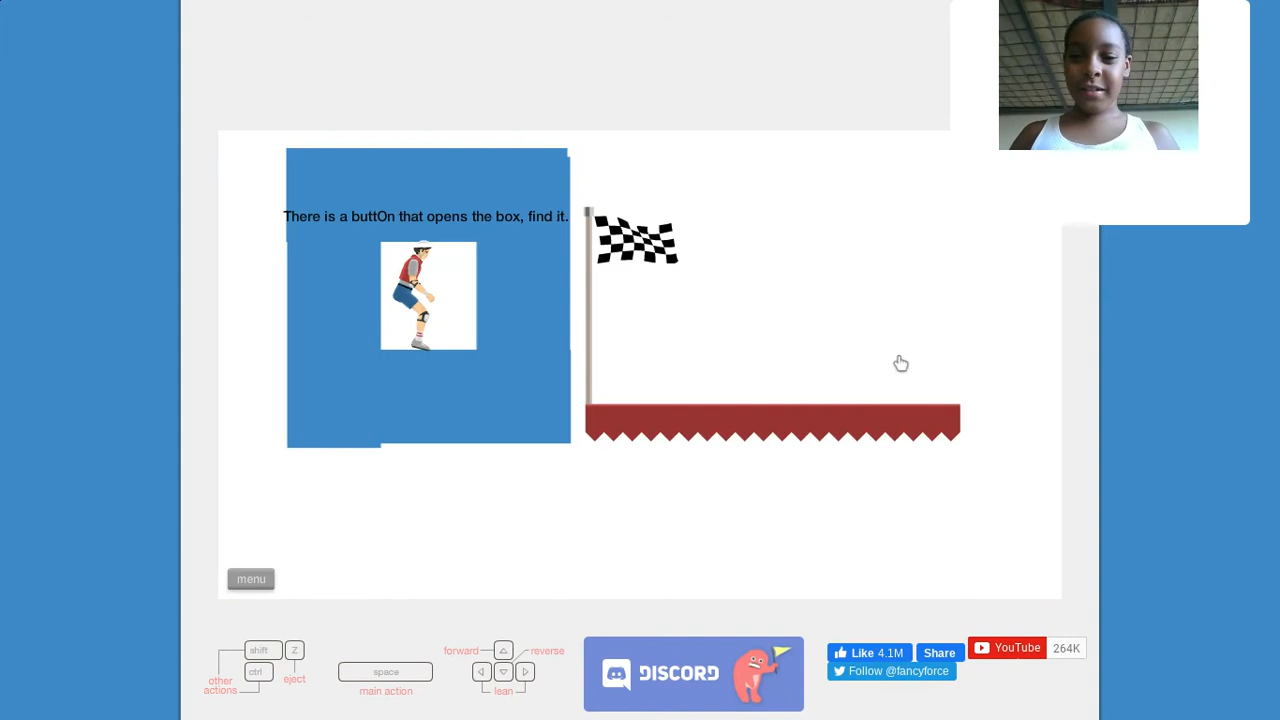 There is a buttOn that opens the box, find it.
menu
shift Z
ctrl
other actions
eject
space
main action
forward
reverse
lean
DISCORD
Like 4.1M
Share
YouTube 264K
Follow @fancyforce